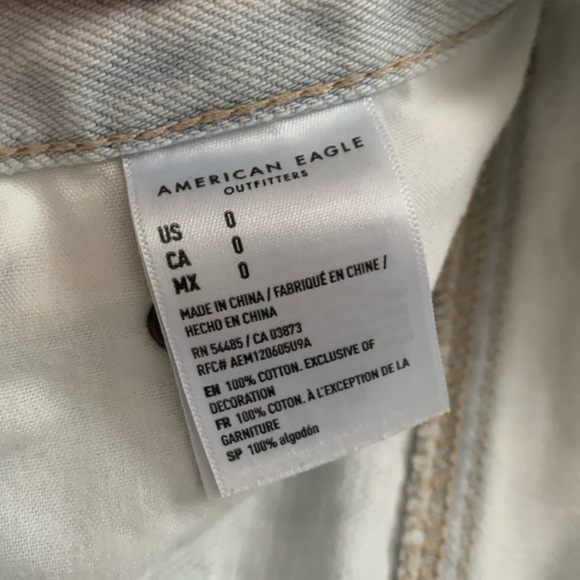 AMERICAN EAGLE
OUTFITTERS
US 0
CA 0
MX 0
MADE IN CHINA / FABRIQUÉ EN CHINE /
HECHO EN CHINA
RN 54485 / CA 03873
RFC# AEM120605U9A
EN 100% COTTON. EXCLUSIVE OF
DECORATION
FR 100% COTON. À L'EXCEPTION DE LA
GARNITURE
SP 100% algodón